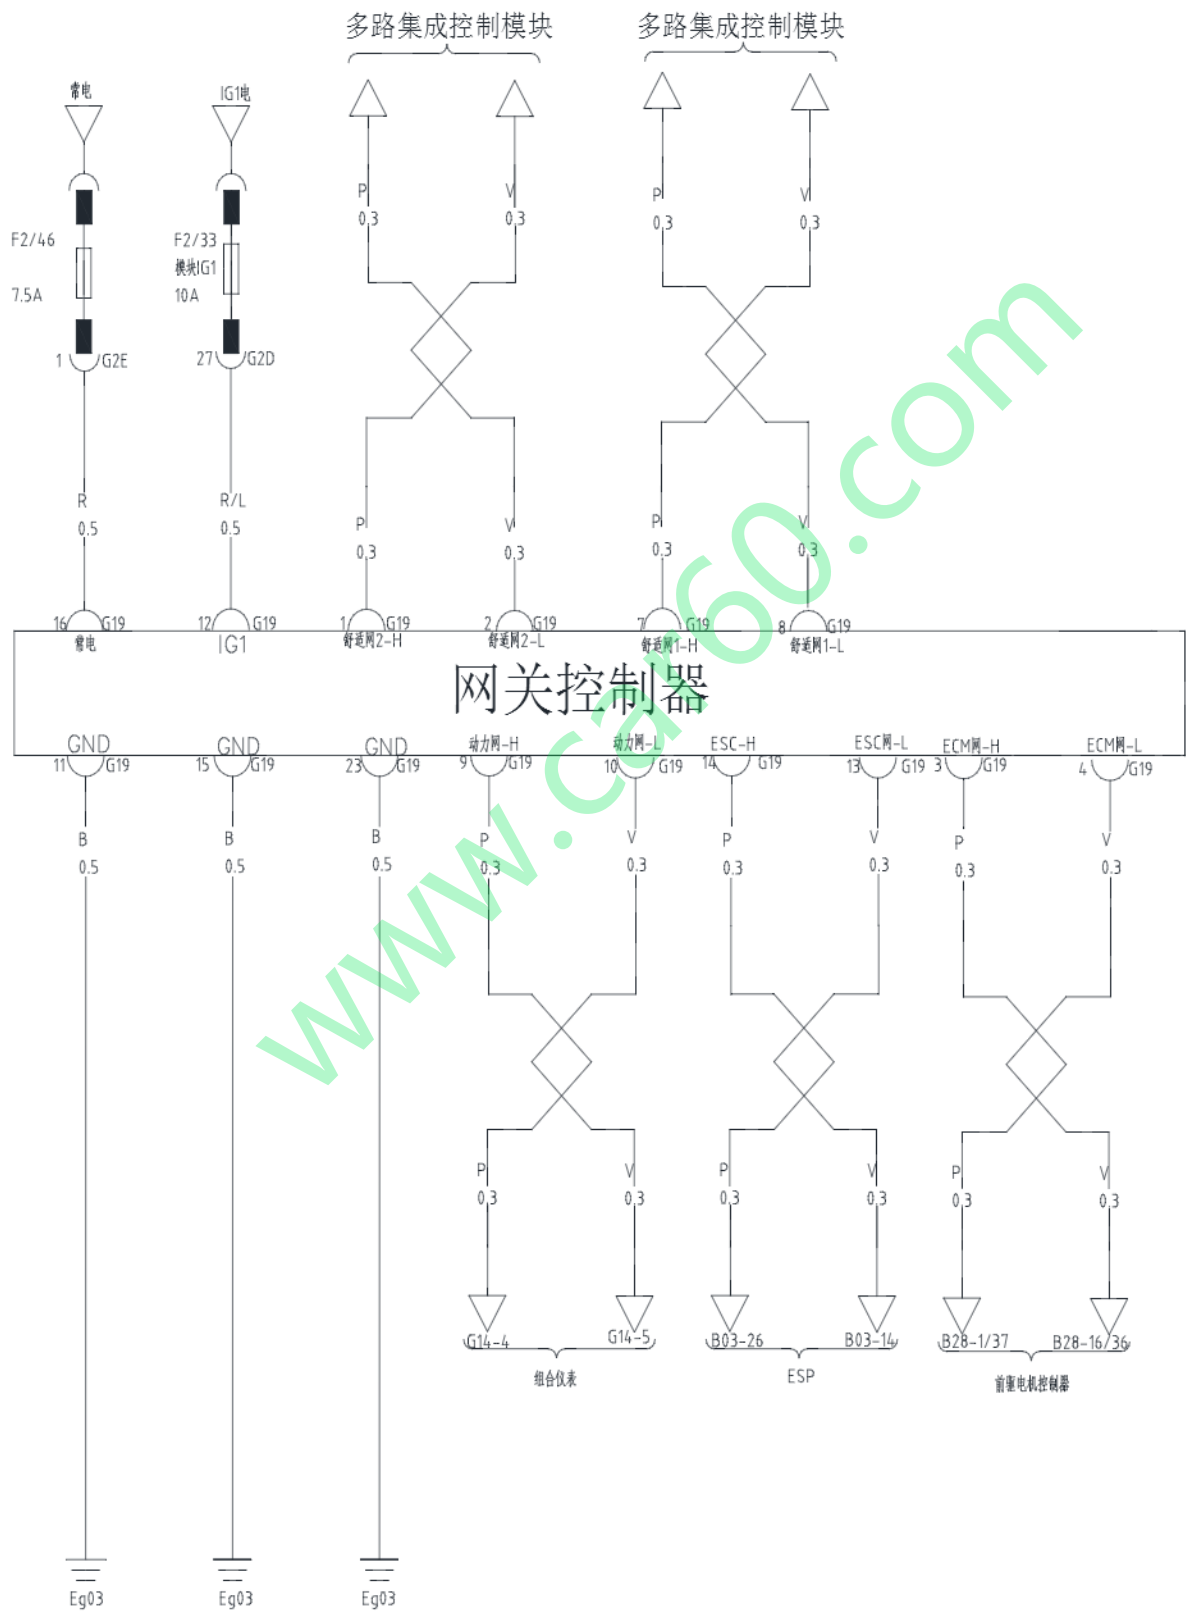 多路集成控制模块 多路集成控制模块
常电 IG1电
P V P V
0.3 0.3 0.3 0.3
F2/46 F2/33
模块IG1
7.5A 10A
1 G2E 27 G2D
R R/L P V P V
0.5 0.5 0.3 0.3 0.3 0.3
16 G19 12 G19 1 G19 2 G19 7 G19 8 G19
常电 IG1 舒适网2-H 舒适网2-L 舒适网1-H 舒适网1-L
网关控制器
GND GND GND 动力网-H 动力网-L ESC-H ESC网-L ECM网-H ECM网-L
11 G19 15 G19 23 G19 9 G19 10 G19 14 G19 13 G19 3 G19 4 G19
B B B P V P V P V
0.5 0.5 0.5 0.3 0.3 0.3 0.3 0.3 0.3
P V P V P V
0.3 0.3 0.3 0.3 0.3 0.3
G14-4 G14-5 B03-26 B03-14 B28-1/37 B28-16/36
组合仪表 ESP 前驱电机控制器
Eg03 Eg03 Eg03
www.car60.com